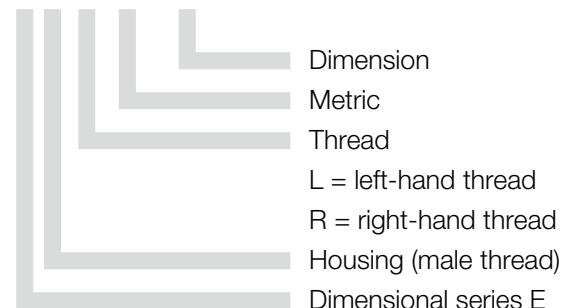 Dimension
Metric
Thread
L = left-hand thread
R = right-hand thread
Housing (male thread)
Dimensional series E